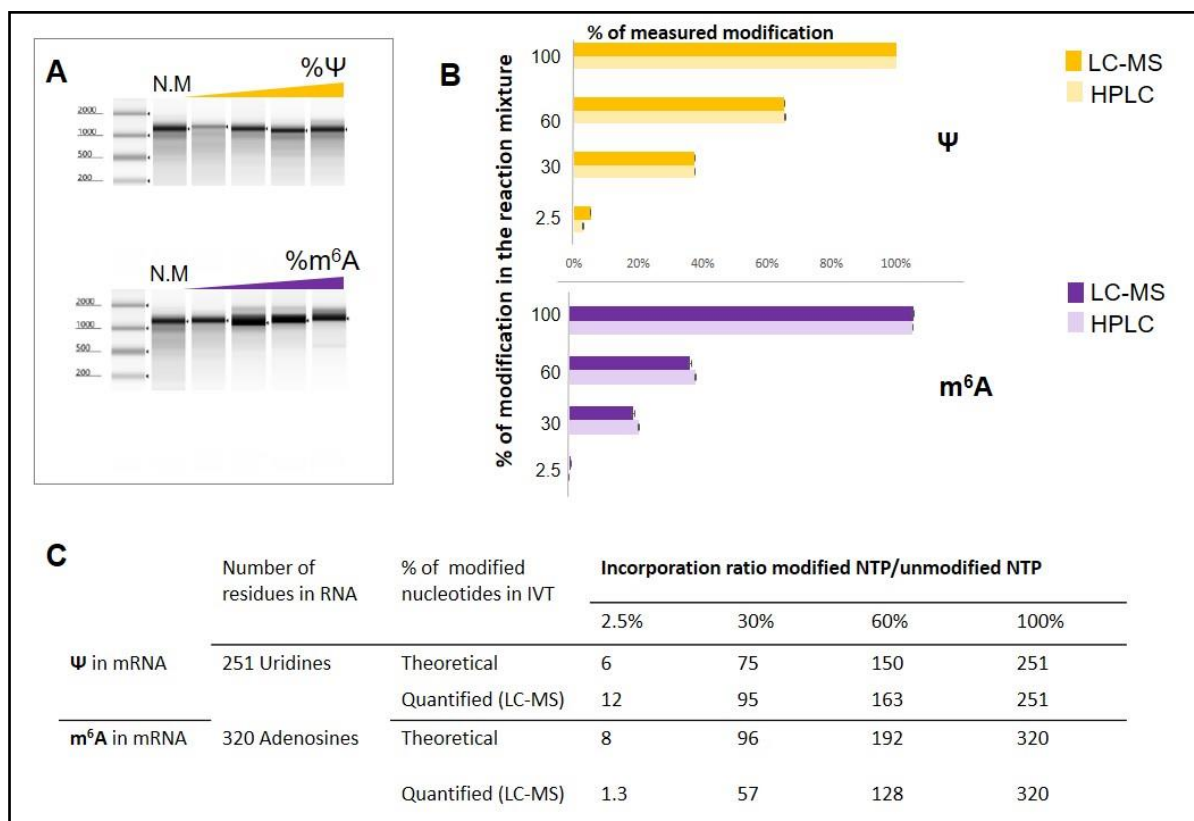 A
%Ψ
N.M
2000
1000
500
200
%m⁶A
N.M
2000
1000
500
200
B
% of measured modification
% of modification in the reaction mixture
100
60
30
2.5
LC-MS
HPLC
Ψ
0% 20% 40% 60% 80% 100%
100
60
30
2.5
LC-MS
HPLC
m⁶A
C
Number of residues in RNA
% of modified nucleotides in IVT
Incorporation ratio modified NTP/unmodified NTP
2.5% 30% 60% 100%
Ψ in mRNA 251 Uridines Theoretical 6 75 150 251
Quantified (LC-MS) 12 95 163 251
m⁶A in mRNA 320 Adenosines Theoretical 8 96 192 320
Quantified (LC-MS) 1.3 57 128 320